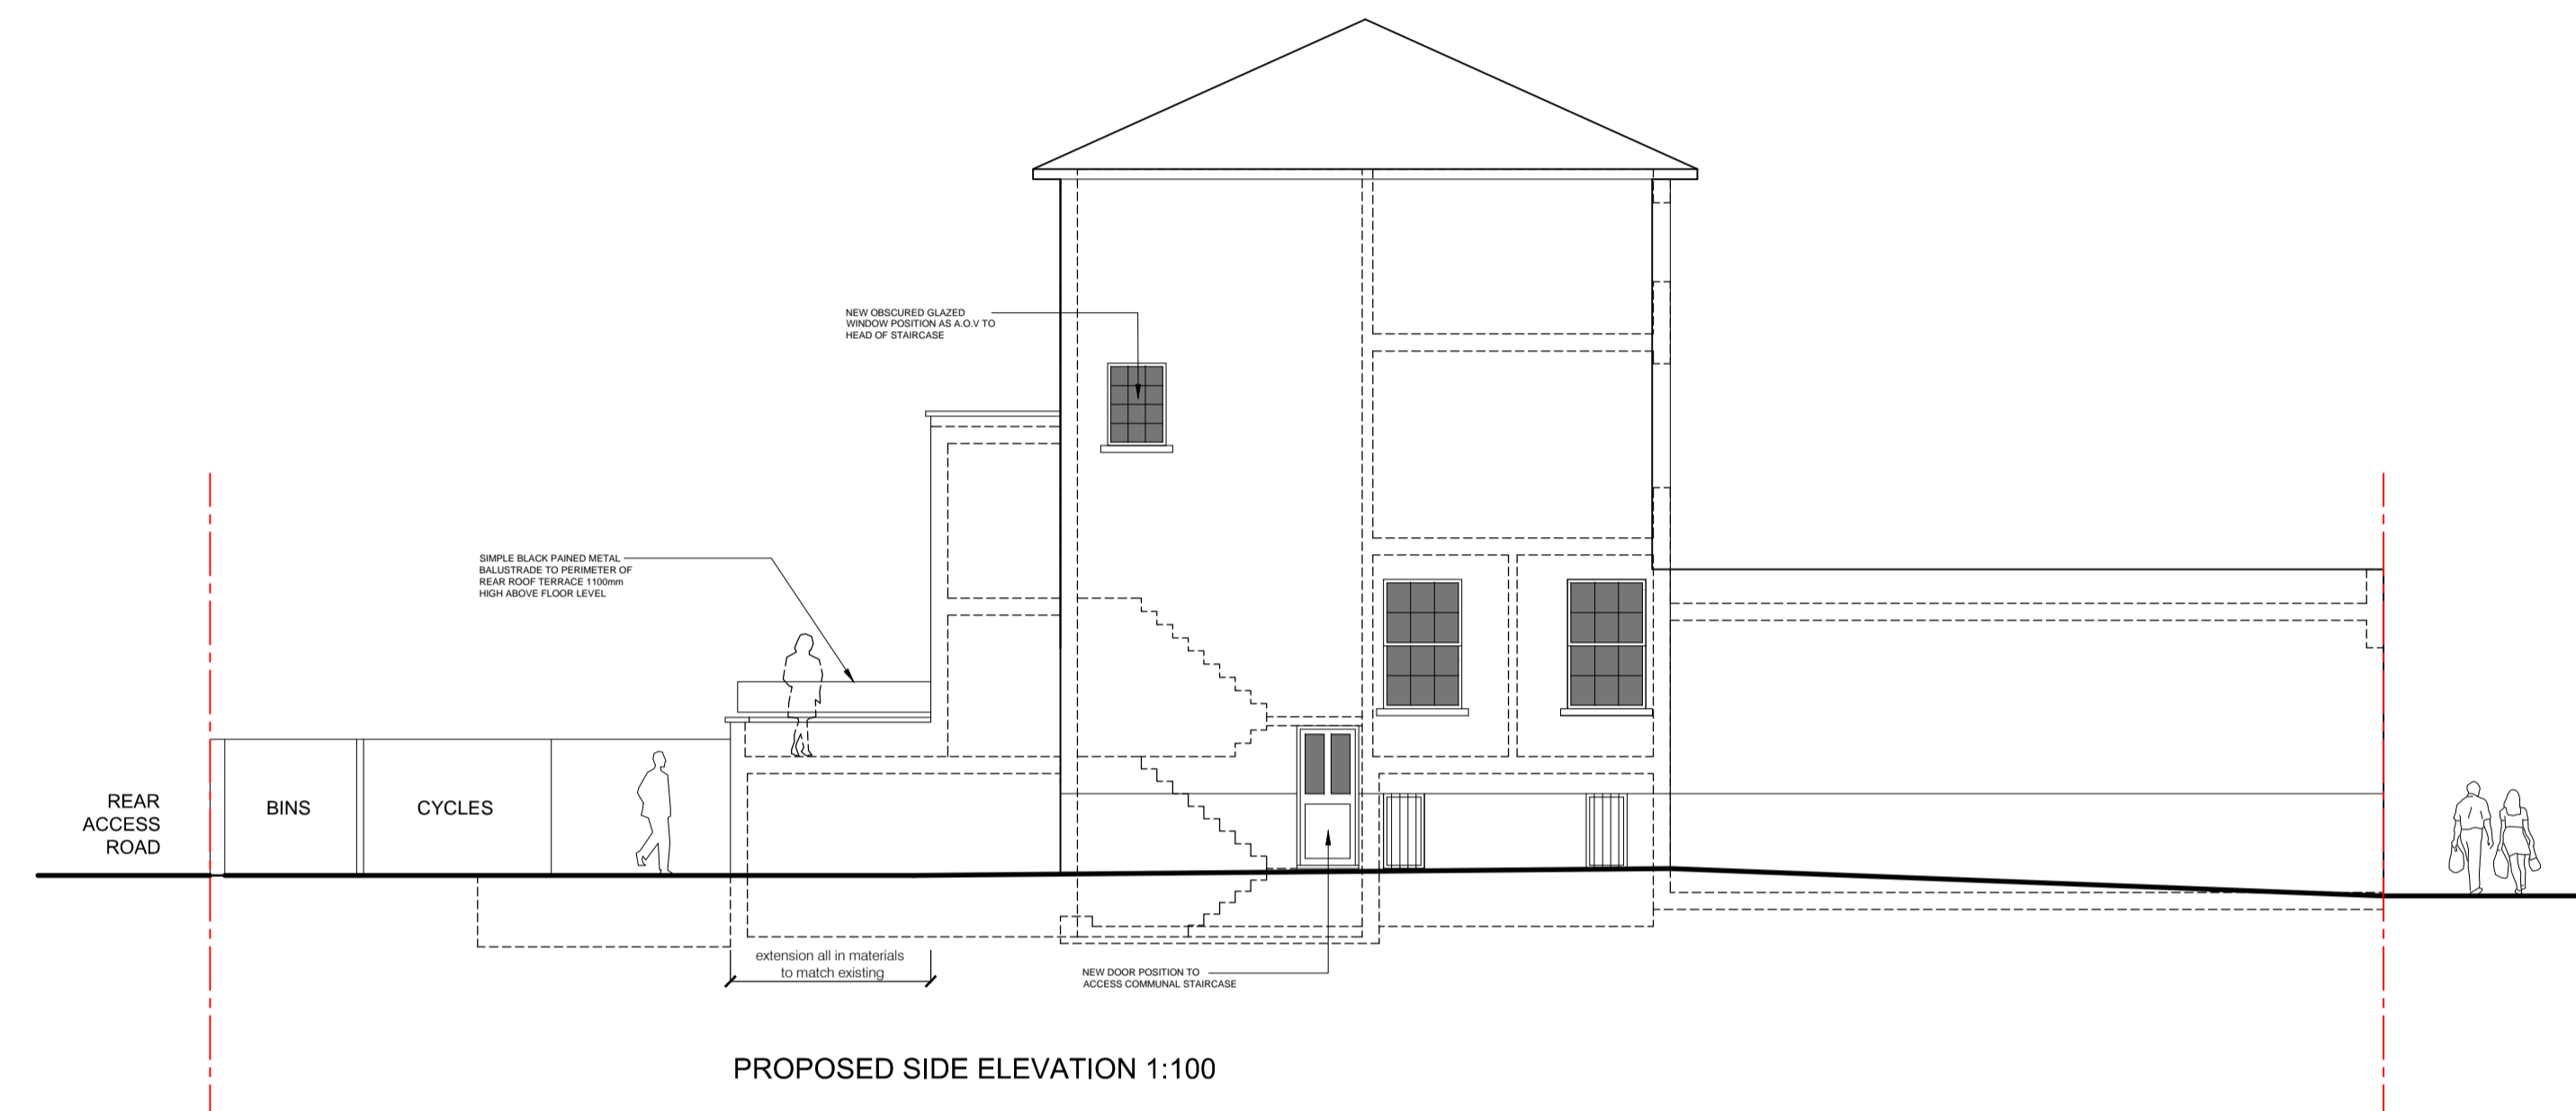 NEW OBSCURED GLAZED
WINDOW POSITION AS A.O.V TO
HEAD OF STAIRCASE
SIMPLE BLACK PAINED METAL
BALUSTRADE TO PERIMETER OF
REAR ROOF TERRACE 1100mm
HIGH ABOVE FLOOR LEVEL
REAR
ACCESS
ROAD
BINS
CYCLES
extension all in materials
to match existing
NEW DOOR POSITION TO
ACCESS COMMUNAL STAIRCASE
PROPOSED SIDE ELEVATION 1:100